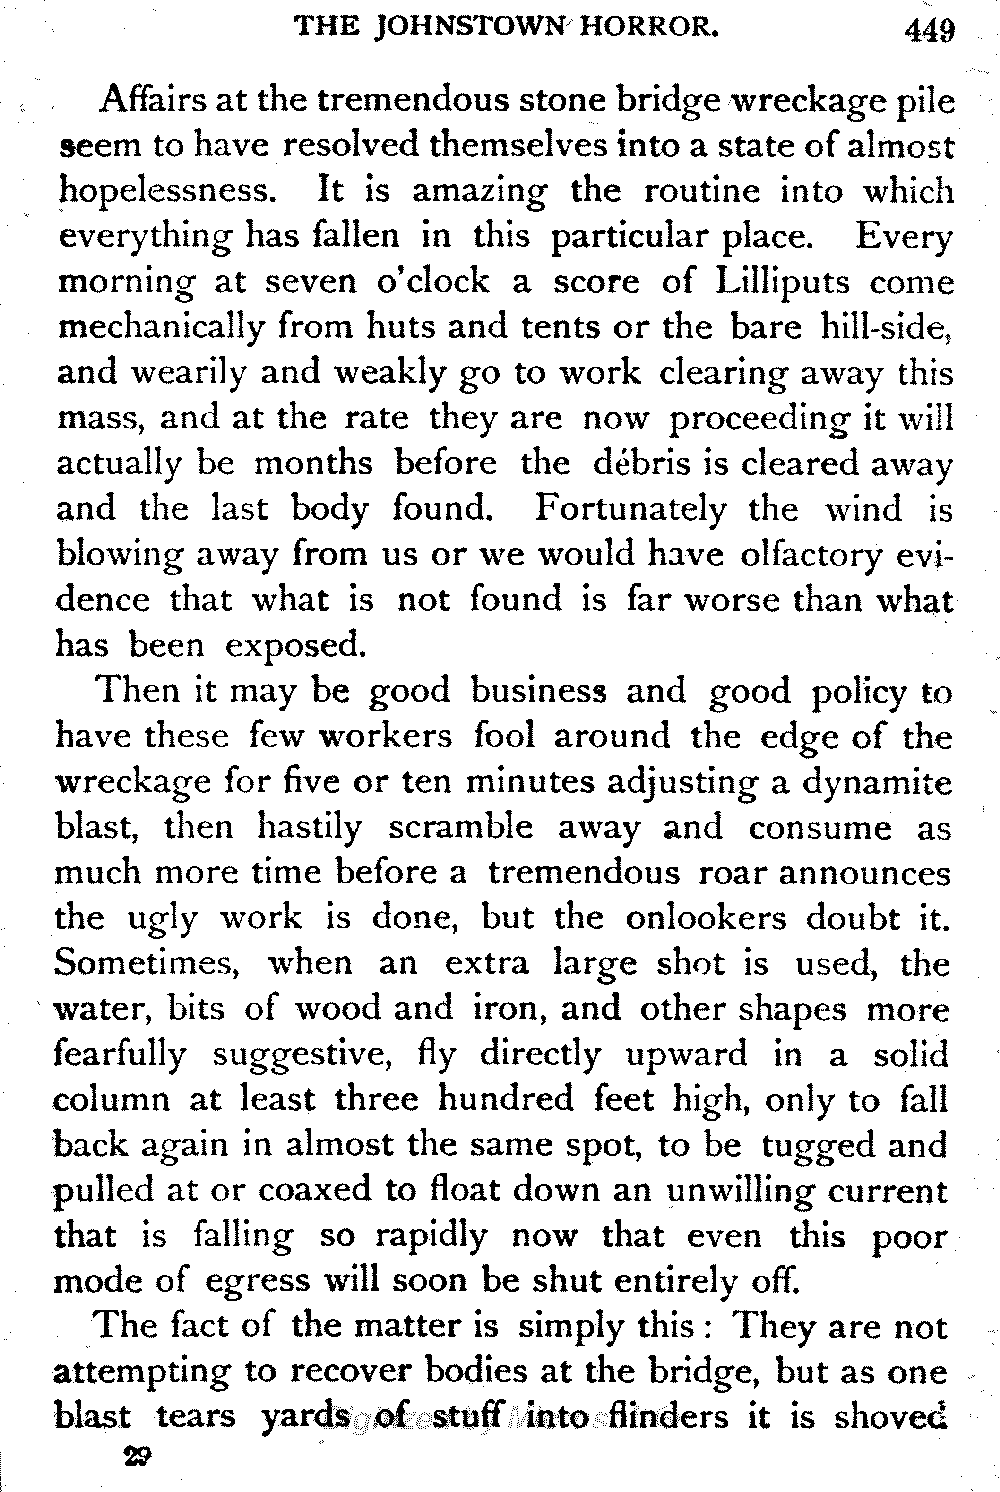 THE JOHNSTOWN HORROR. 449
Affairs at the tremendous stone bridge wreckage pile
seem to have resolved themselves into a state of almost
hopelessness. It is amazing the routine into which
everything has fallen in this particular place. Every
morning at seven o'clock a score of Lilliputs come
mechanically from huts and tents or the bare hill-side,
and wearily and weakly go to work clearing away this
mass, and at the rate they are now proceeding it will
actually be months before the débris is cleared away
and the last body found. Fortunately the wind is
blowing away from us or we would have olfactory evi-
dence that what is not found is far worse than what
has been exposed.
Then it may be good business and good policy to
have these few workers fool around the edge of the
wreckage for five or ten minutes adjusting a dynamite
blast, then hastily scramble away and consume as
much more time before a tremendous roar announces
the ugly work is done, but the onlookers doubt it.
Sometimes, when an extra large shot is used, the
water, bits of wood and iron, and other shapes more
fearfully suggestive, fly directly upward in a solid
column at least three hundred feet high, only to fall
back again in almost the same spot, to be tugged and
pulled at or coaxed to float down an unwilling current
that is falling so rapidly now that even this poor
mode of egress will soon be shut entirely off.
The fact of the matter is simply this : They are not
attempting to recover bodies at the bridge, but as one
blast tears yards of stuff into flinders it is shoved
29